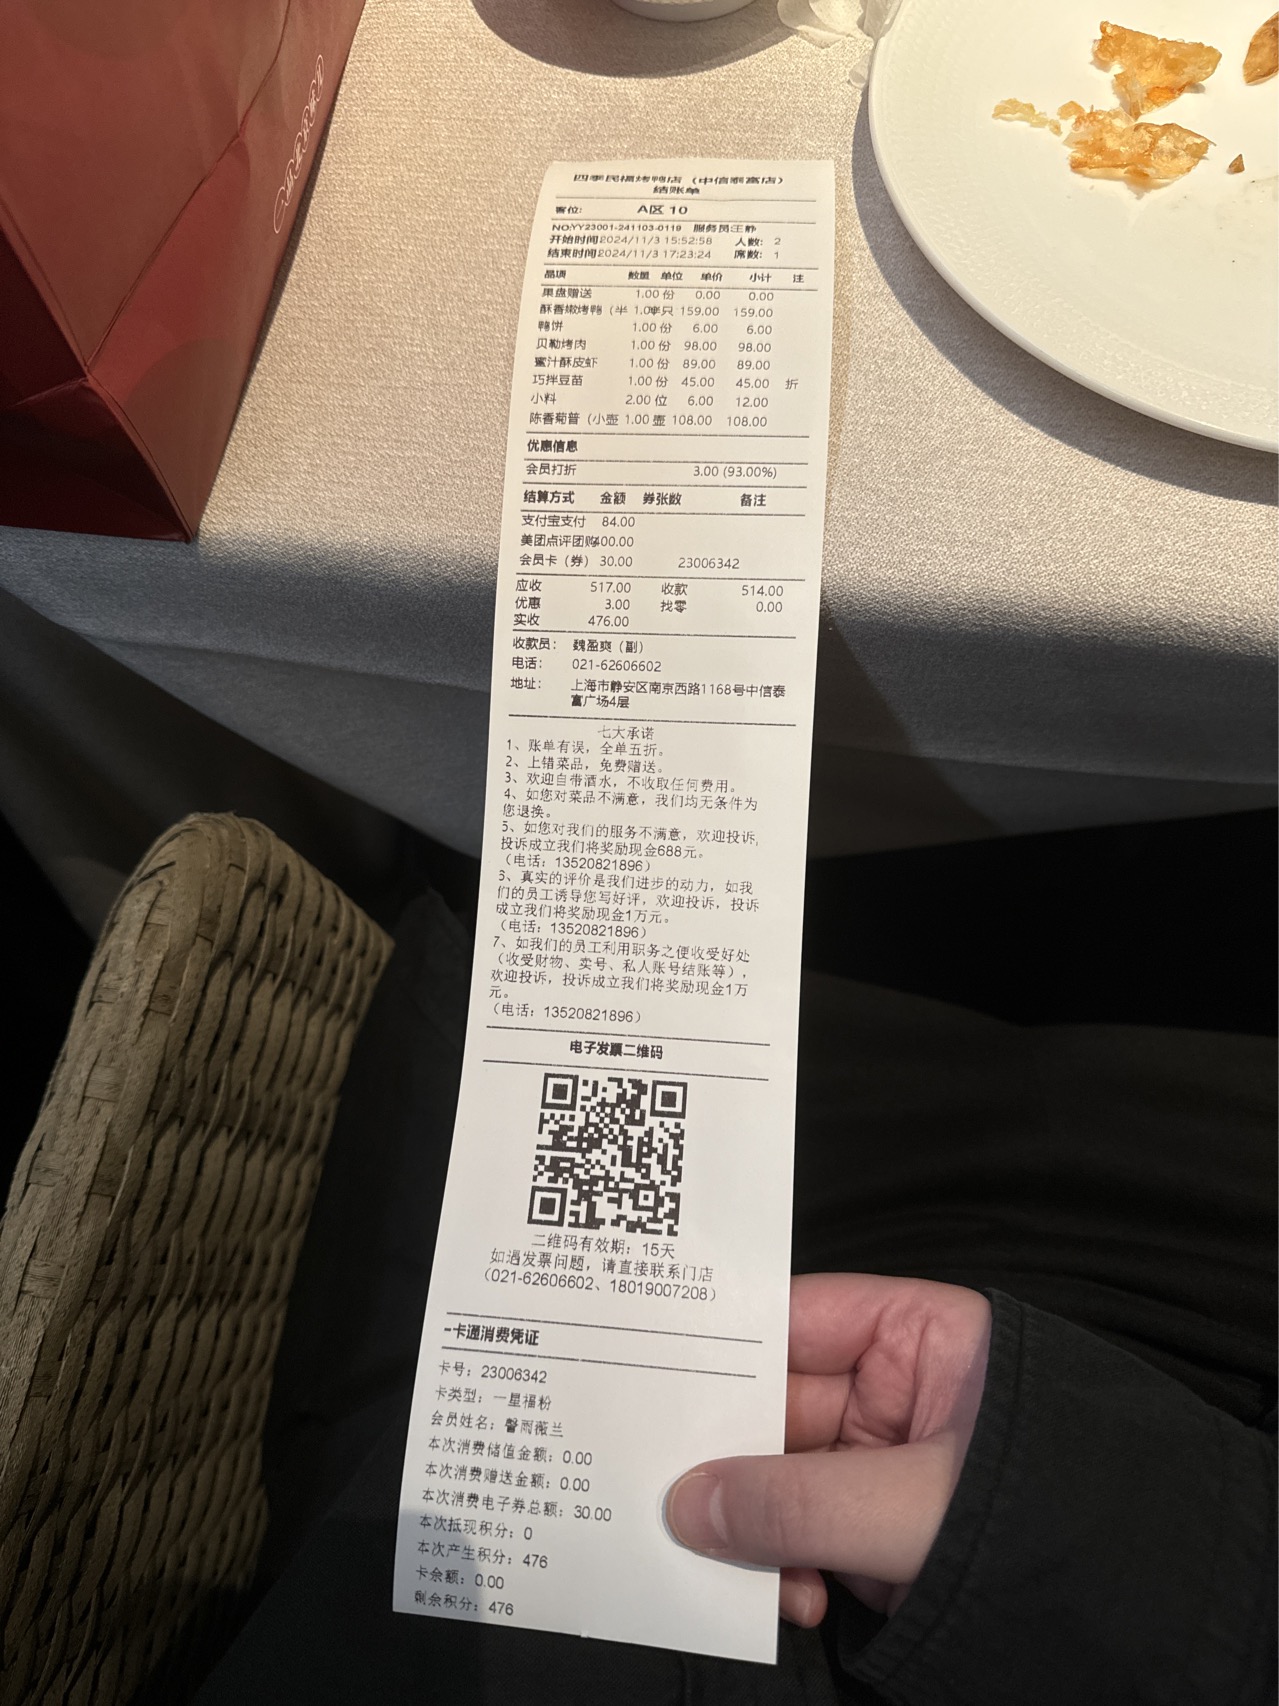 四季民福烤鸭店（中信泰富店）
结账单
客位： A区 10
NO:YY23001-241103-0119 服务员:王静
开始时间:2024/11/3 15:52:58 人数： 2
结束时间:2024/11/3 17:23:24 席数： 1
品项 数量 单位 单价 小计 注
果盘赠送 1.00 份 0.00 0.00
酥香嫩烤鸭（半 1.0半只 159.00 159.00
鸭饼 1.00 份 6.00 6.00
贝勒烤肉 1.00 份 98.00 98.00
蜜汁酥皮虾 1.00 份 89.00 89.00
巧拌豆苗 1.00 份 45.00 45.00 折
小料 2.00 位 6.00 12.00
陈香菊普（小壶 1.00 壶 108.00 108.00
优惠信息
会员打折 3.00 (93.00%)
结算方式 金额 券张数 备注
支付宝支付 84.00
美团点评团购400.00
会员卡（券） 30.00 23006342
应收 517.00 收款 514.00
优惠 3.00 找零 0.00
实收 476.00
收款员： 魏盈爽（副）
电话： 021-62606602
地址： 上海市静安区南京西路1168号中信泰
富广场4层
七大承诺
1、账单有误，全单五折。
2、上错菜品，免费赠送。
3、欢迎自带酒水，不收取任何费用。
4、如您对菜品不满意，我们均无条件为
您退换。
5、如您对我们的服务不满意，欢迎投诉，
投诉成立我们将奖励现金688元。
（电话：13520821896）
6、真实的评价是我们进步的动力，如我
们的员工诱导您写好评，欢迎投诉，投诉
成立我们将奖励现金1万元。
（电话：13520821896）
7、如我们的员工利用职务之便收受好处
（收受财物、卖号、私人账号结账等），
欢迎投诉，投诉成立我们将奖励现金1万
元。
（电话：13520821896）
电子发票二维码
二维码有效期：15天
如遇发票问题，请直接联系门店
（021-62606602、18019007208）
一卡通消费凭证
卡号：23006342
卡类型：一星福粉
会员姓名：馨雨薇兰
本次消费储值金额：0.00
本次消费赠送金额：0.00
本次消费电子券总额：30.00
本次抵现积分：0
本次产生积分：476
卡余额：0.00
剩余积分：476